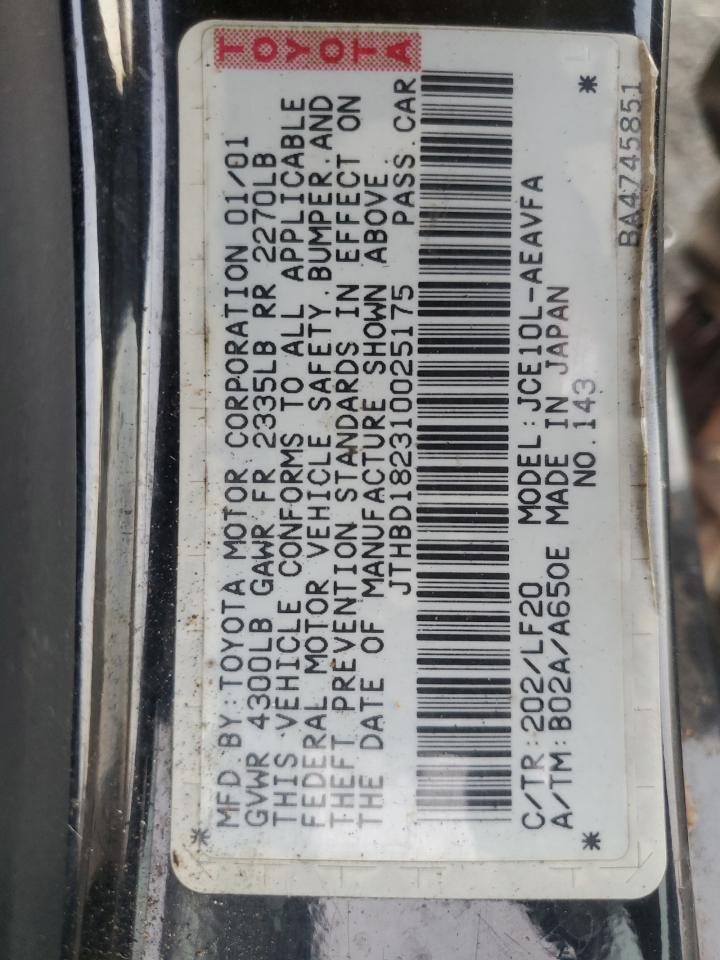 TOYOTA
MFD BY: TOYOTA MOTOR CORPORATION 01/01
GVWR 4300LB GAWR FR 2335LB RR 2270LB
THIS VEHICLE CONFORMS TO ALL APPLICABLE
FEDERAL MOTOR VEHICLE SAFETY,BUMPER,AND
THEFT PREVENTION STANDARDS IN EFFECT ON
THE DATE OF MANUFACTURE SHOWN ABOVE.
JTHBD182310025175 PASS.CAR
C/TR:202/LF20 MODEL:JCE10L-AEAVFA
A/TM:B02A/A650E MADE IN JAPAN
NO.143
* * *
BA4745851